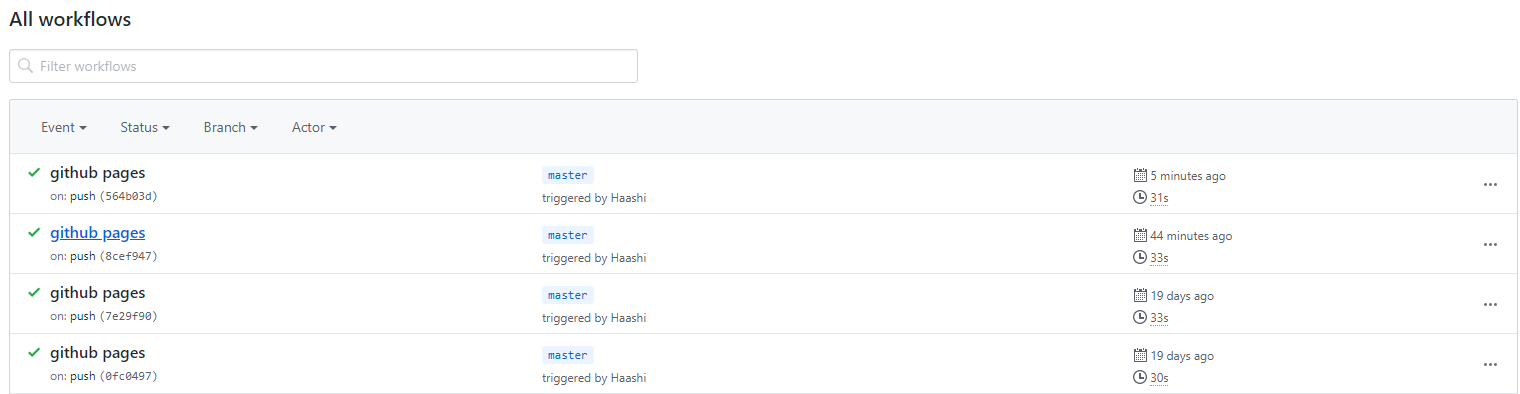 All workflows
Filter workflows
Event Status Branch Actor
github pages master 5 minutes ago
on: push (564b03d) triggered by Haashi 31s
github pages master 44 minutes ago
on: push (8cef947) triggered by Haashi 33s
github pages master 19 days ago
on: push (7e29f90) triggered by Haashi 33s
github pages master 19 days ago
on: push (0fc0497) triggered by Haashi 30s